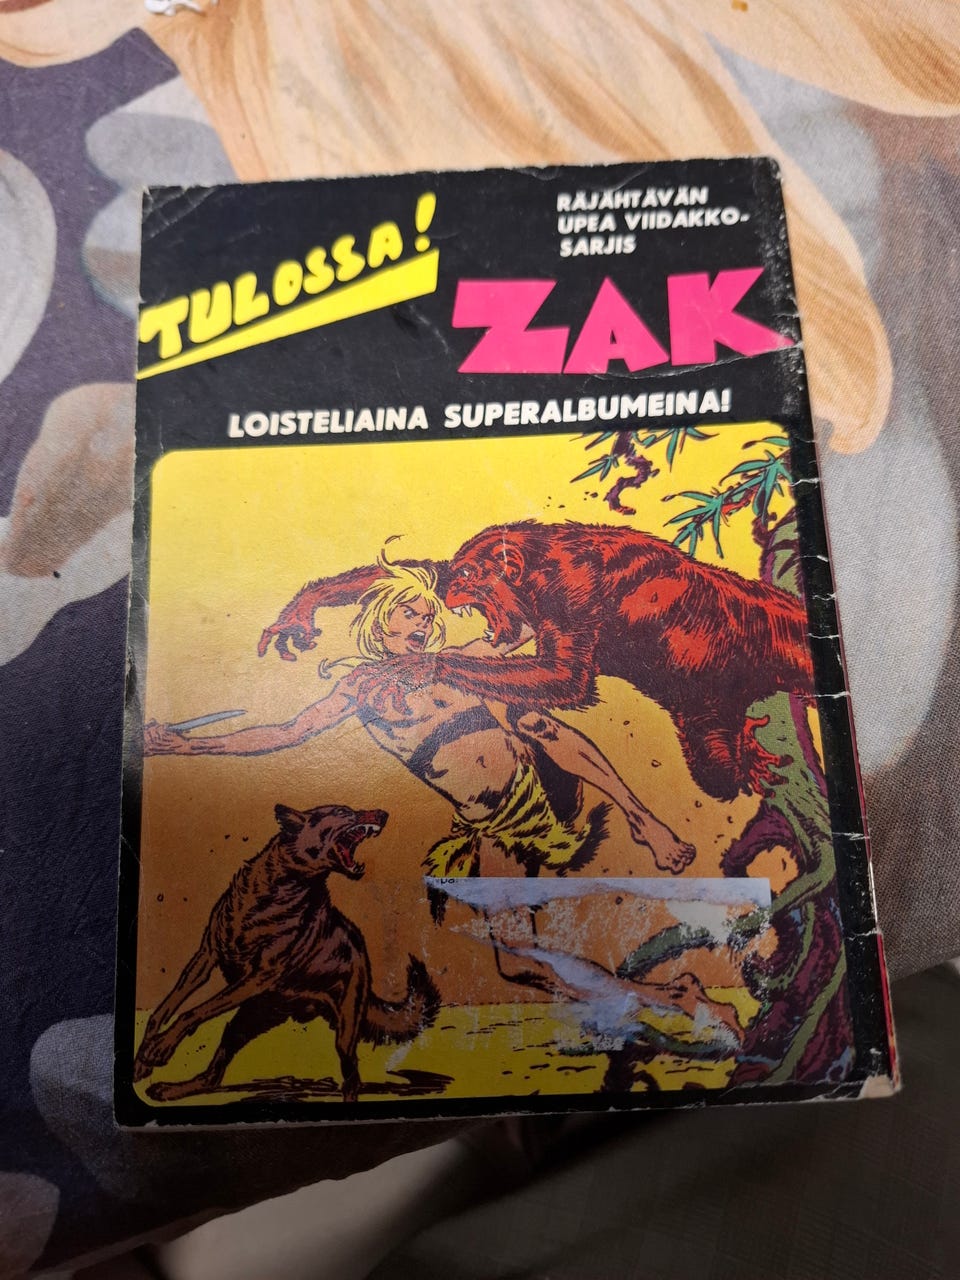 TULOSSA!
RÄJÄHTÄVÄN
UPEA VIIDAKKO-
SARJIS
ZAK
LOISTELIAINA SUPERALBUMEINA!